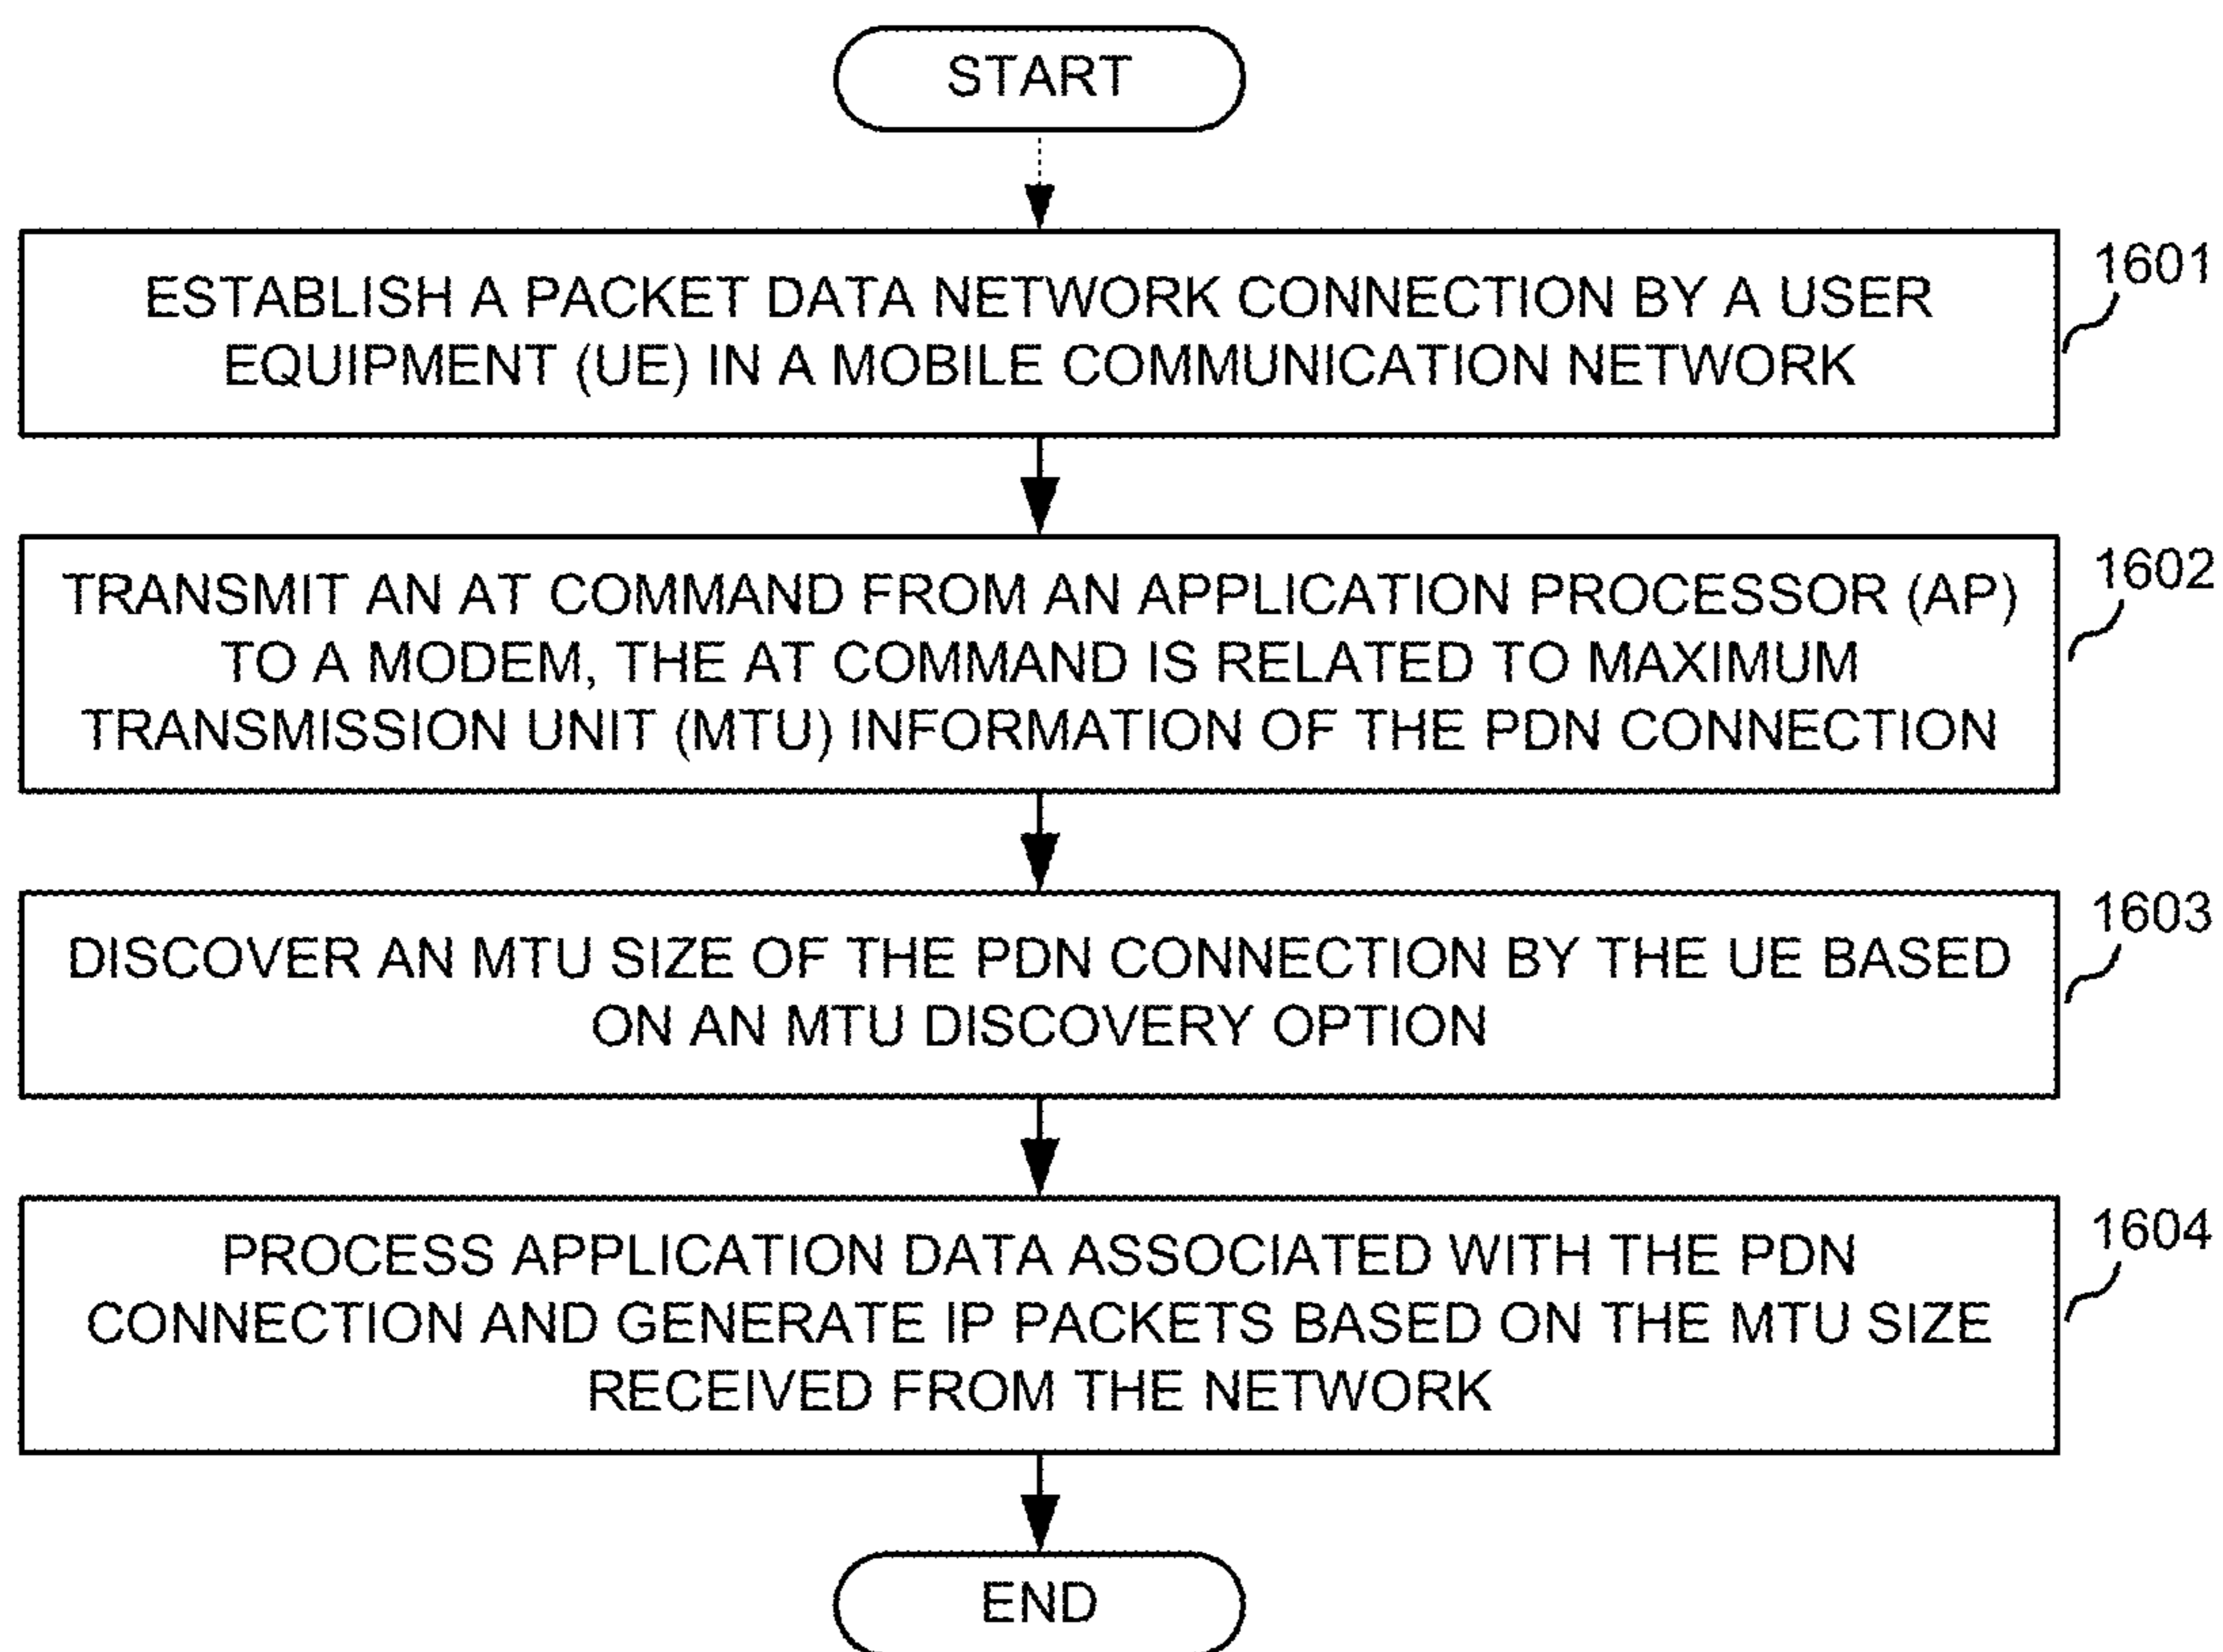 START
ESTABLISH A PACKET DATA NETWORK CONNECTION BY A USER
EQUIPMENT (UE) IN A MOBILE COMMUNICATION NETWORK
1601
TRANSMIT AN AT COMMAND FROM AN APPLICATION PROCESSOR (AP)
TO A MODEM, THE AT COMMAND IS RELATED TO MAXIMUM
TRANSMISSION UNIT (MTU) INFORMATION OF THE PDN CONNECTION
1602
DISCOVER AN MTU SIZE OF THE PDN CONNECTION BY THE UE BASED
ON AN MTU DISCOVERY OPTION
1603
PROCESS APPLICATION DATA ASSOCIATED WITH THE PDN
CONNECTION AND GENERATE IP PACKETS BASED ON THE MTU SIZE
RECEIVED FROM THE NETWORK
1604
END